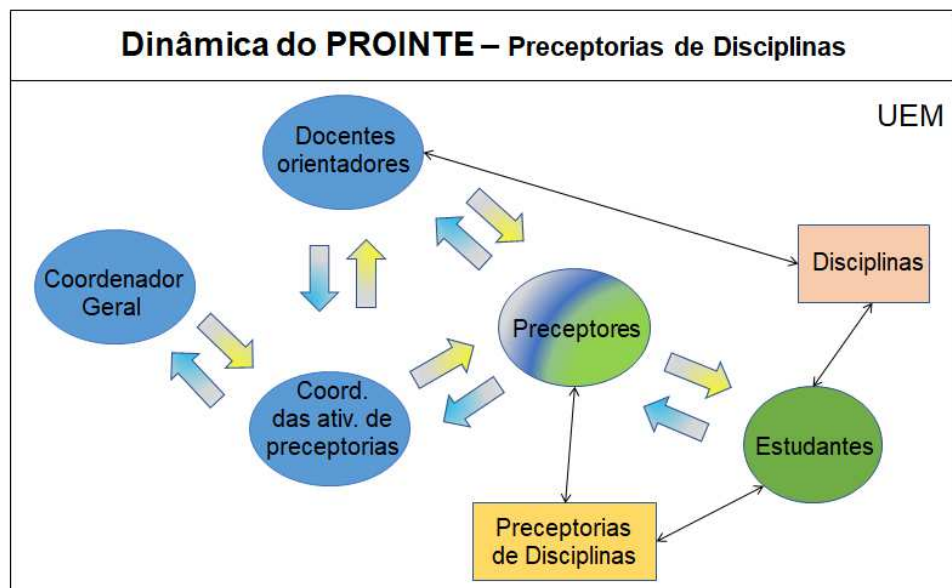 Dinâmica do PROINTE – Preceptorias de Disciplinas
UEM
Docentes
orientadores
Disciplinas
Coordenador
Geral
Preceptores
Coord.
das ativ. de
preceptorias
Estudantes
Preceptorias
de Disciplinas